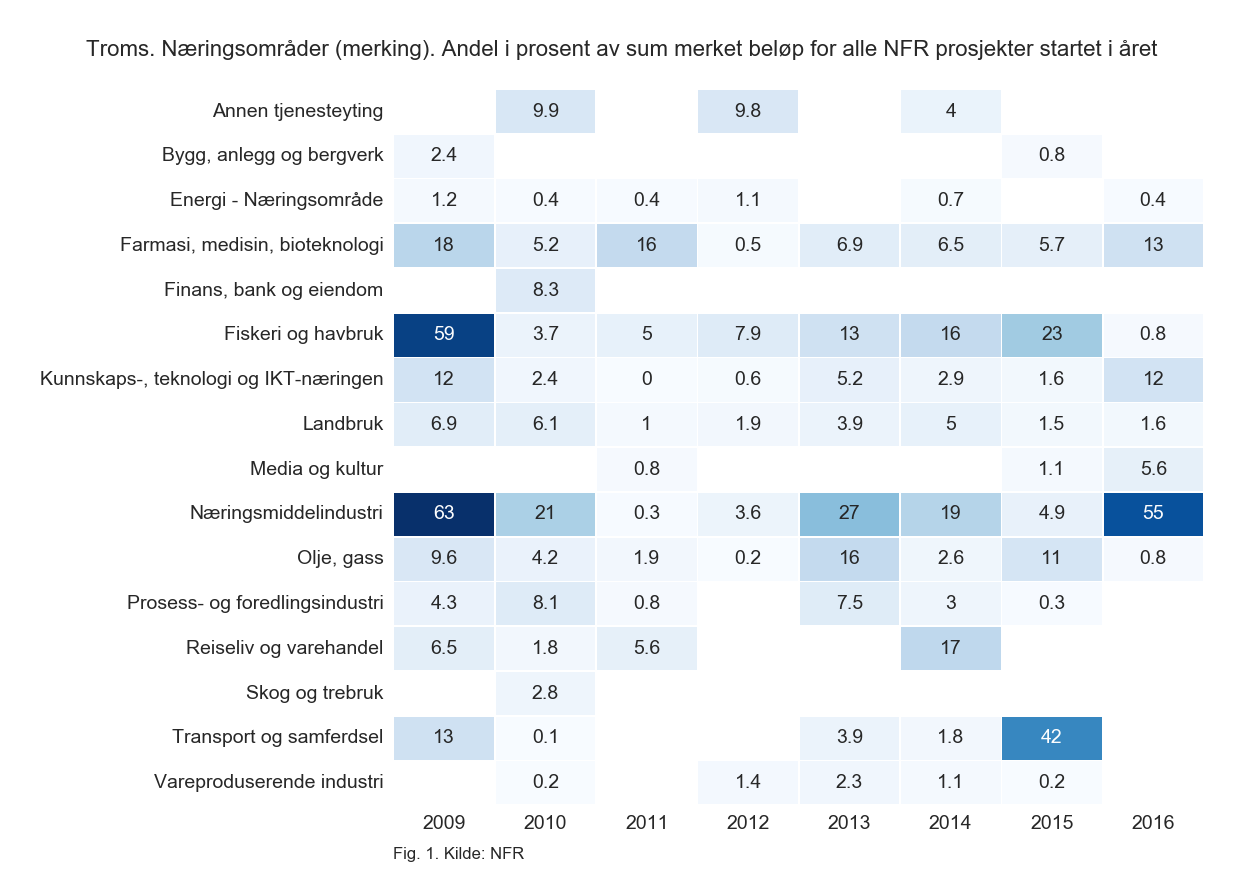 Troms. Næringsområder (merking). Andel i prosent av sum merket beløp for alle NFR prosjekter startet i året
Annen tjenesteyting 9.9 9.8 4
Bygg, anlegg og bergverk 2.4 0.8
Energi - Næringsområde 1.2 0.4 0.4 1.1 0.7 0.4
Farmasi, medisin, bioteknologi 18 5.2 16 0.5 6.9 6.5 5.7 13
Finans, bank og eiendom 8.3
Fiskeri og havbruk 59 3.7 5 7.9 13 16 23 0.8
Kunnskaps-, teknologi og IKT-næringen 12 2.4 0 0.6 5.2 2.9 1.6 12
Landbruk 6.9 6.1 1 1.9 3.9 5 1.5 1.6
Media og kultur 0.8 1.1 5.6
Næringsmiddelindustri 63 21 0.3 3.6 27 19 4.9 55
Olje, gass 9.6 4.2 1.9 0.2 16 2.6 11 0.8
Prosess- og foredlingsindustri 4.3 8.1 0.8 7.5 3 0.3
Reiseliv og varehandel 6.5 1.8 5.6 17
Skog og trebruk 2.8
Transport og samferdsel 13 0.1 3.9 1.8 42
Vareproduserende industri 0.2 1.4 2.3 1.1 0.2
2009 2010 2011 2012 2013 2014 2015 2016
Fig. 1. Kilde: NFR